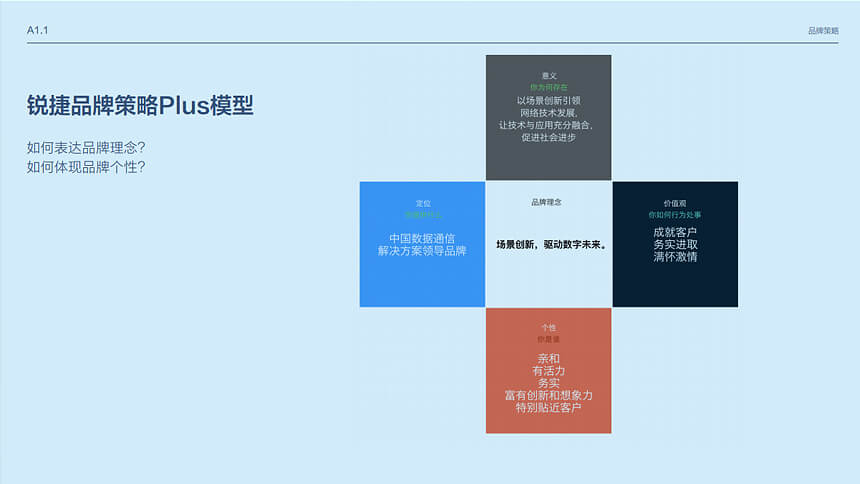 A1.1
品牌策略
锐捷品牌策略Plus模型
如何表达品牌理念？
如何体现品牌个性？
意义
你为何存在
以场景创新引领
网络技术发展，
让技术与应用充分融合，
促进社会进步
定位
中国数据通信
解决方案领导品牌
品牌理念
场景创新，驱动数字未来。
价值观
你如何行为处事
成就客户
务实进取
满怀激情
个性
你是谁
亲和
有活力
务实
富有创新和想象力
特别贴近客户